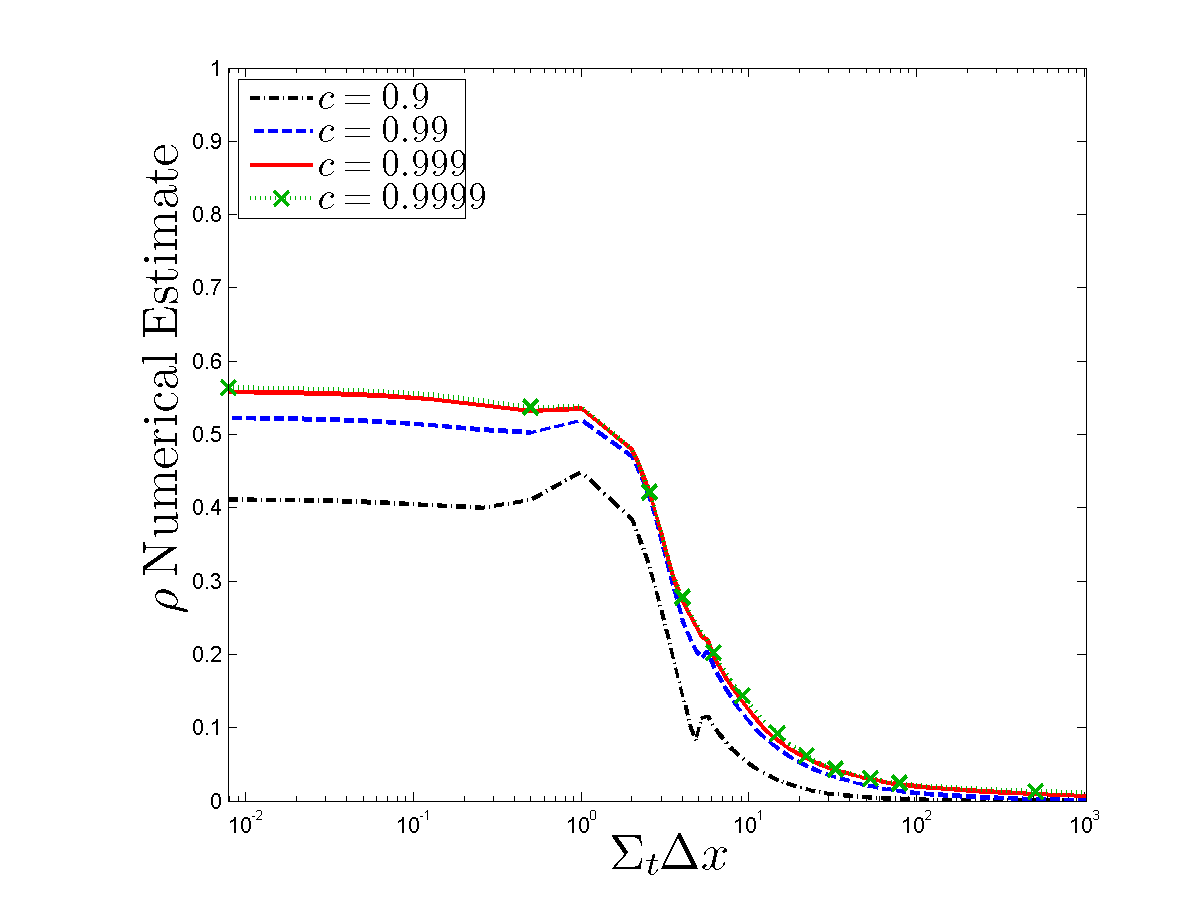 c = 0.9
c = 0.99
c = 0.999
c = 0.9999
ρ Numerical Estimate
1
0.9
0.8
0.7
0.6
0.5
0.4
0.3
0.2
0.1
0
10^-2
10^-1
10^0
10^1
10^2
10^3
Σ_tΔx